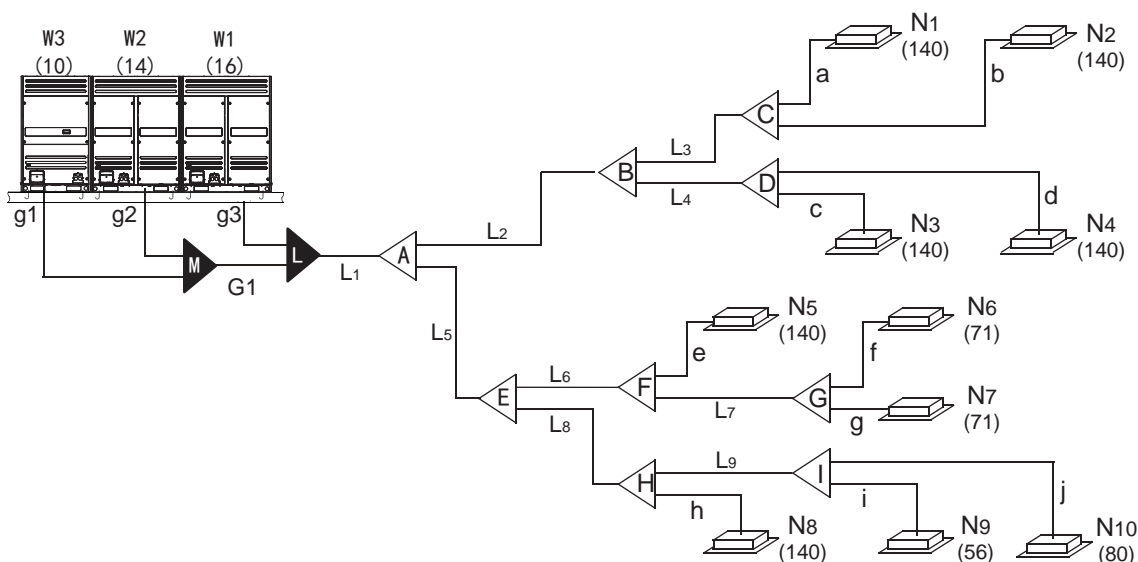 W3 W2 W1
(10) (14) (16)
g1 g2 g3
M
G1
L
L1
A
L2
B
L3
L4
C
a
N1
(140)
b
N2
(140)
D
c
N3
(140)
d
N4
(140)
L5
E
L6
F
e
N5
(140)
L7
G
f
N6
(71)
g
N7
(71)
L8
H
L9
h
N8
(140)
I
i
N9
(56)
j
N10
(80)